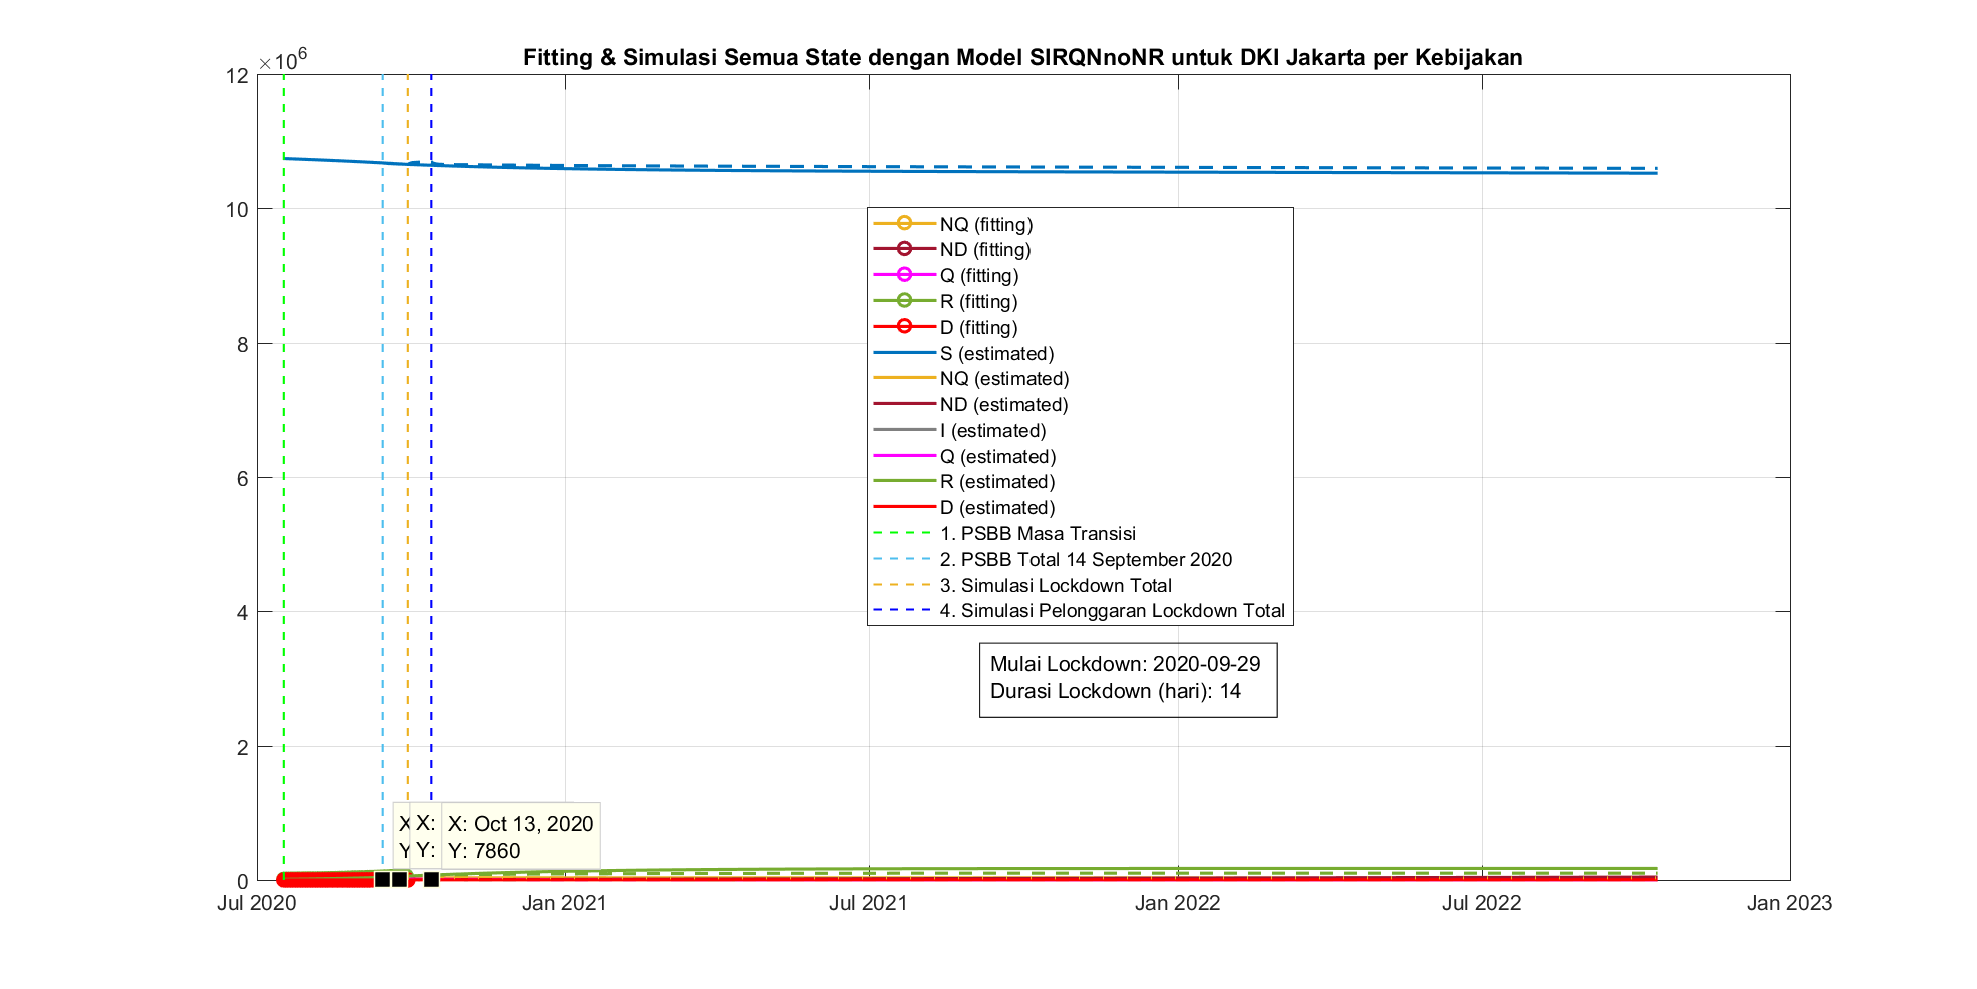 Fitting & Simulasi Semua State dengan Model SIRQNnoNR untuk DKI Jakarta per Kebijakan
×10^6
12
10
8
6
4
2
0
NQ (fitting)
ND (fitting)
Q (fitting)
R (fitting)
D (fitting)
S (estimated)
NQ (estimated)
ND (estimated)
I (estimated)
Q (estimated)
R (estimated)
D (estimated)
1. PSBB Masa Transisi
2. PSBB Total 14 September 2020
3. Simulasi Lockdown Total
4. Simulasi Pelonggaran Lockdown Total
Mulai Lockdown: 2020-09-29
Durasi Lockdown (hari): 14
X
Y
X:
Y:
X: Oct 13, 2020
Y: 7860
Jul 2020
Jan 2021
Jul 2021
Jan 2022
Jul 2022
Jan 2023